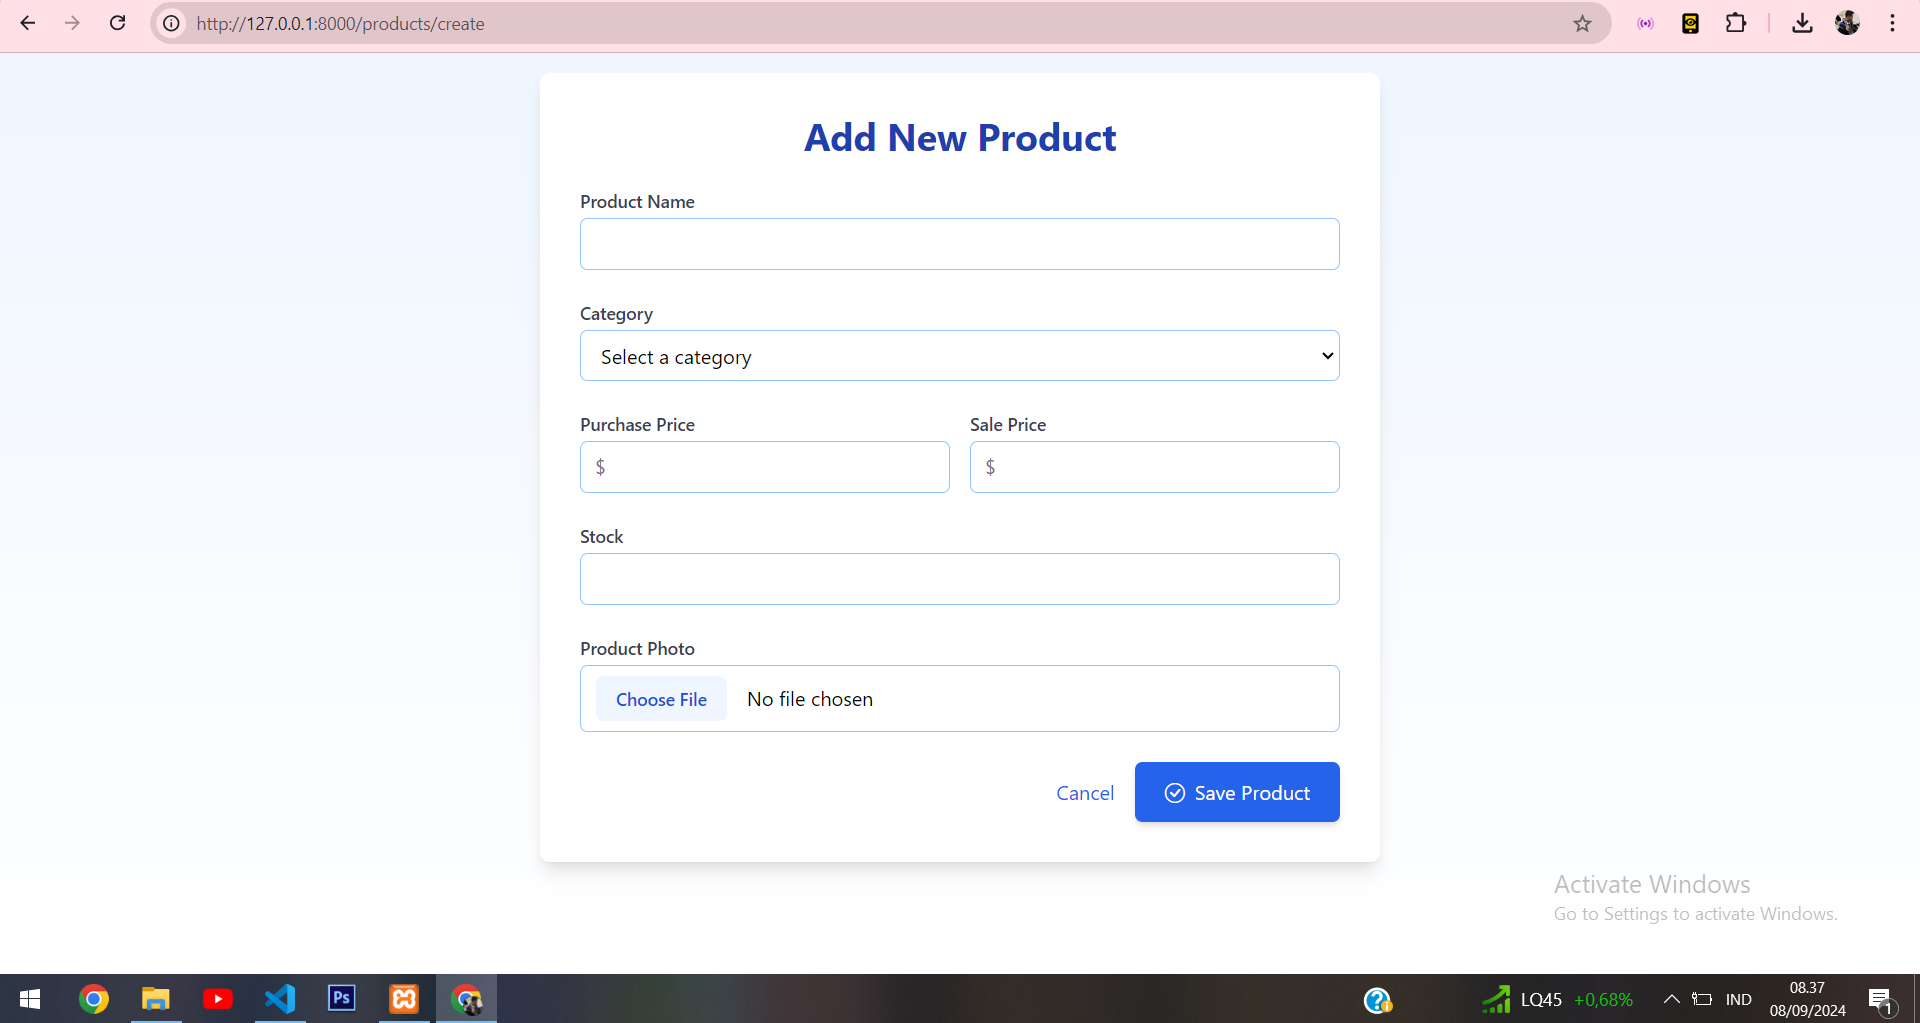 http://127.0.0.1:8000/products/create
Add New Product
Product Name
Category
Select a category
Purchase Price
Sale Price
$
$
Stock
Product Photo
Choose File
No file chosen
Cancel
Save Product
Activate Windows
Go to Settings to activate Windows.
Ps
LQ45 +0,68%
IND
08.37
08/09/2024
1